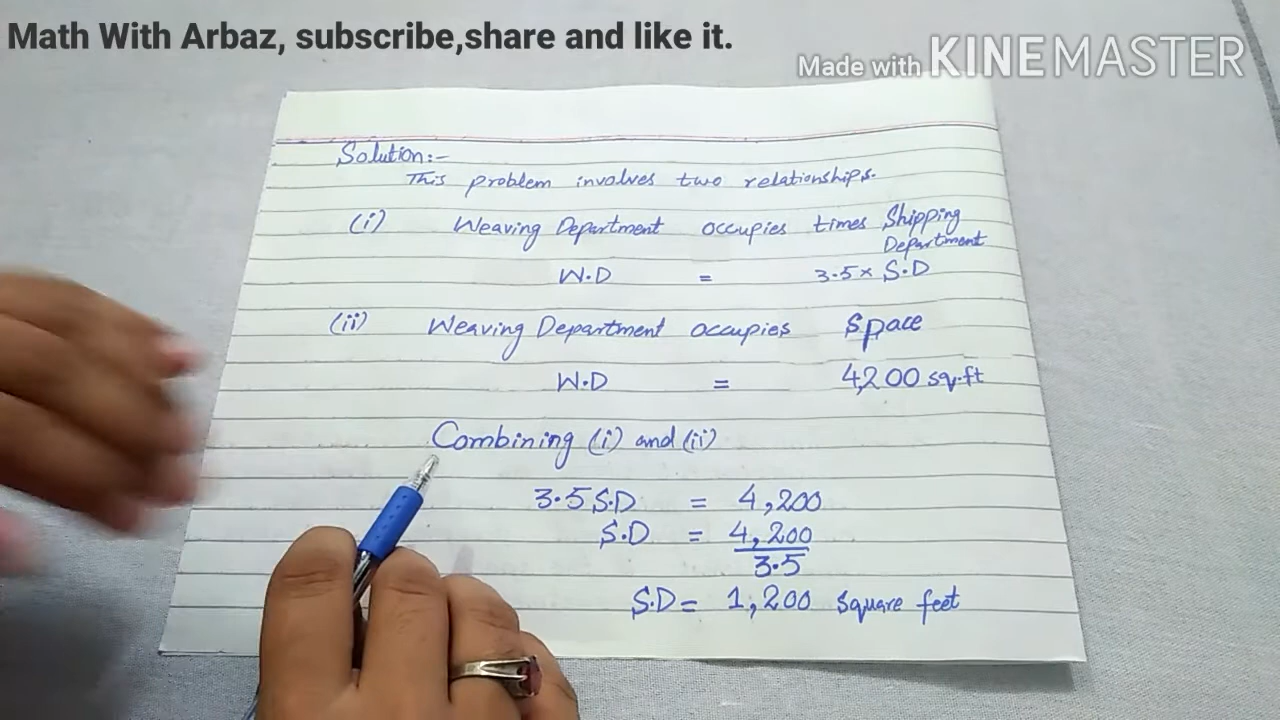 Math With Arbaz, subscribe,share and like it.
Made with KINEMASTER
Solution:-
This problem involves two relationships.
(i) Weaving Department occupies times Shipping Department
W.D = 3.5× S.D
(ii) Weaving Department occupies Space
W.D = 4,200 sq.ft
Combining (i) and (ii)
3.5 S.D = 4,200
S.D = 4,200
3.5
S.D = 1,200 square feet